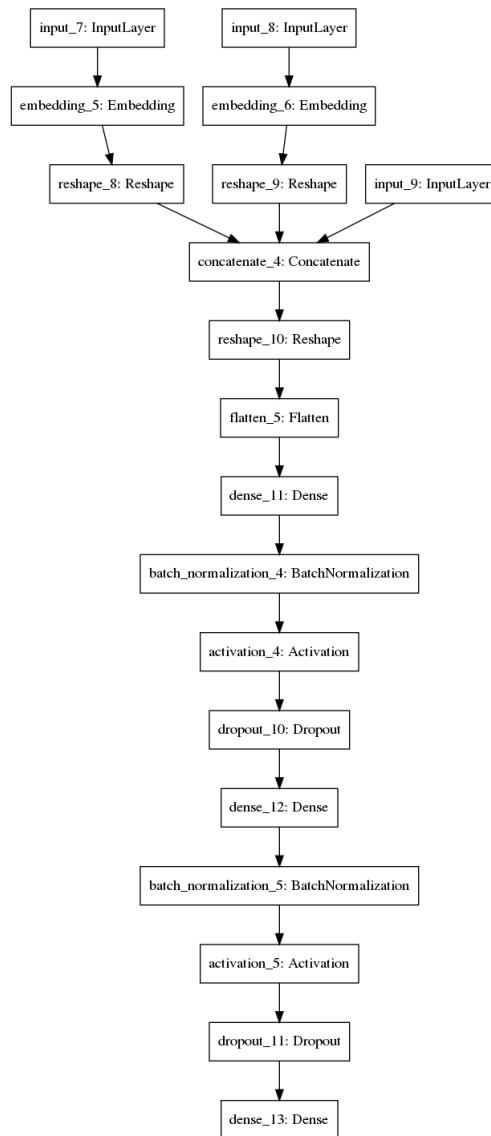 input_7: InputLayer
input_8: InputLayer
embedding_5: Embedding
embedding_6: Embedding
reshape_8: Reshape
reshape_9: Reshape
input_9: InputLayer
concatenate_4: Concatenate
reshape_10: Reshape
flatten_5: Flatten
dense_11: Dense
batch_normalization_4: BatchNormalization
activation_4: Activation
dropout_10: Dropout
dense_12: Dense
batch_normalization_5: BatchNormalization
activation_5: Activation
dropout_11: Dropout
dense_13: Dense